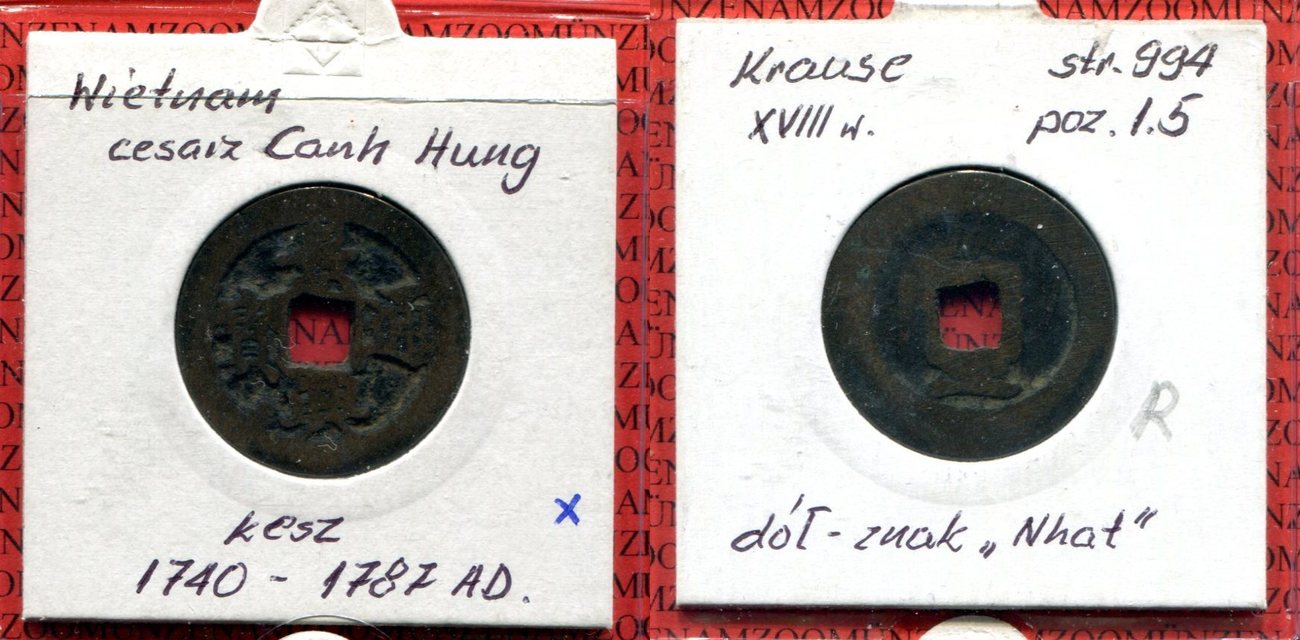 Wietnam
cesarz Canh Hung
kesz
1740 - 1787 AD.
x
Krause str. 994
XVIII w. poz. 1.5
R
dół - znak „Nhat"